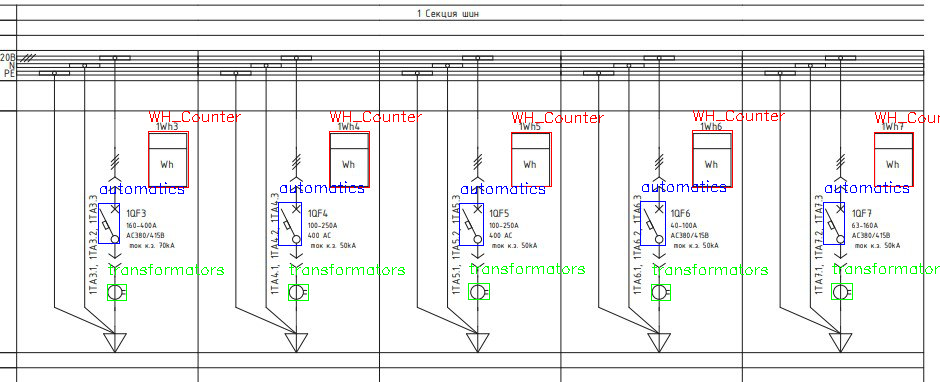 1 Секция шин
20В
N
PE
WH_Counter
1Wh3
Wh
automatics
1TA3.1, 1TA3.2, 1TA3.3
1QF3
160-400A
AC380/415В
ток к.з. 70kA
transformators
WH_Counter
1Wh4
Wh
automatics
1TA4.1, 1TA4.2, 1TA4.3
1QF4
100-250A
400 AC
ток к.з. 50kA
transformators
WH_Counter
1Wh5
Wh
automatics
1TA5.1, 1TA5.2, 1TA5.3
1QF5
100-250A
400 AC
ток к.з. 50kA
transformators
WH_Counter
1Wh6
Wh
automatics
1TA6.1, 1TA6.2, 1TA6.3
1QF6
40-100A
AC380/415В
ток к.з. 50kA
transformators
WH_Cou
1Wh7
Wh
automatics
1TA7.1, 1TA7.2, 1TA7.3
1QF7
63-160A
AC380/415В
ток к.з. 50kA
transformators